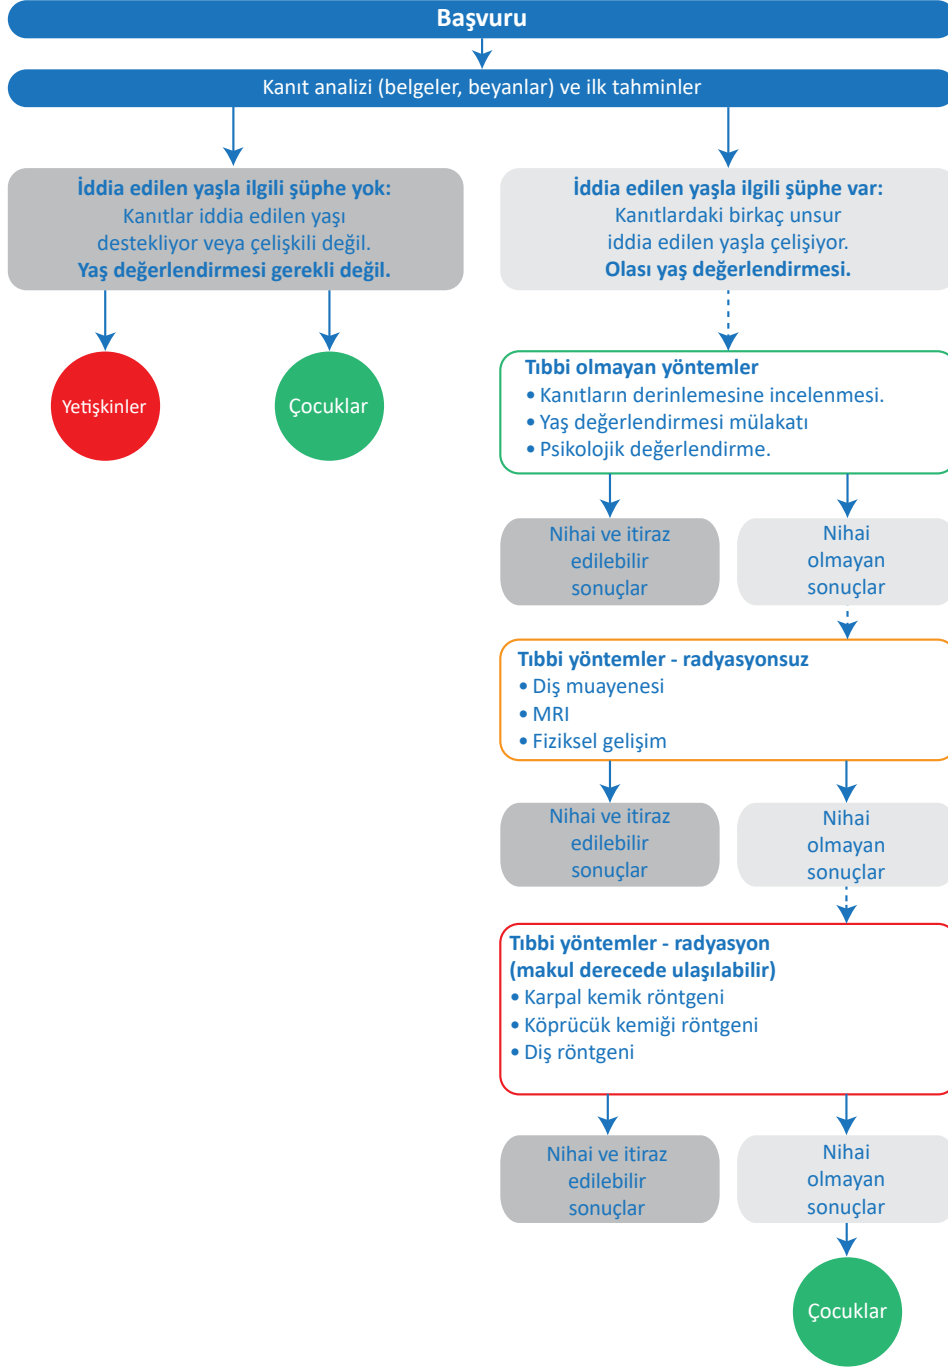 Başvuru
Kanıt analizi (belgeler, beyanlar) ve ilk tahminler
İddia edilen yaşla ilgili şüphe yok:
Kanıtlar iddia edilen yaşı
destekliyor veya çelişkili değil.
Yaş değerlendirmesi gerekli değil.
İddia edilen yaşla ilgili şüphe var:
Kanıtlardaki birkaç unsur
iddia edilen yaşla çelişiyor.
Olası yaş değerlendirmesi.
Yetişkinler
Çocuklar
Tıbbi olmayan yöntemler
• Kanıtların derinlemesine incelenmesi.
• Yaş değerlendirmesi mülakatı
• Psikolojik değerlendirme.
Nihai ve itiraz
edilebilir
sonuçlar
Nihai
olmayan
sonuçlar
Tıbbi yöntemler - radyasyonsuz
• Diş muayenesi
• MRI
• Fiziksel gelişim
Nihai ve itiraz
edilebilir
sonuçlar
Nihai
olmayan
sonuçlar
Tıbbi yöntemler - radyasyon
(makul derecede ulaşılabilir)
• Karpal kemik röntgeni
• Köprücük kemiği röntgeni
• Diş röntgeni
Nihai ve itiraz
edilebilir
sonuçlar
Nihai
olmayan
sonuçlar
Çocuklar